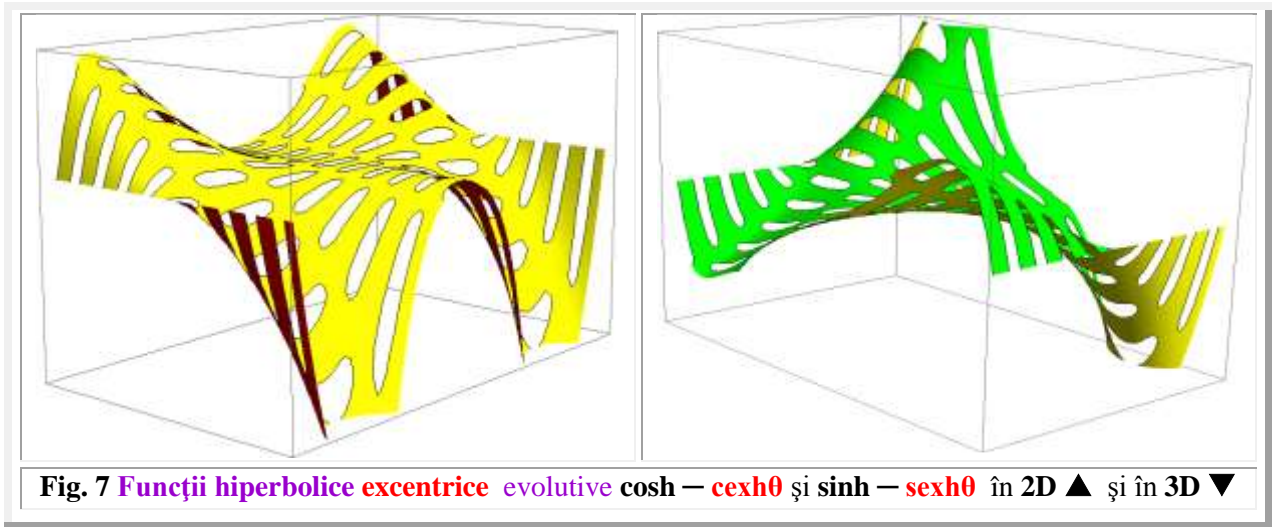 Fig. 7 Funcţii hiperbolice excentrice evolutive cosh — cexhθ şi sinh — sexhθ în 2D ▲ şi în 3D ▼